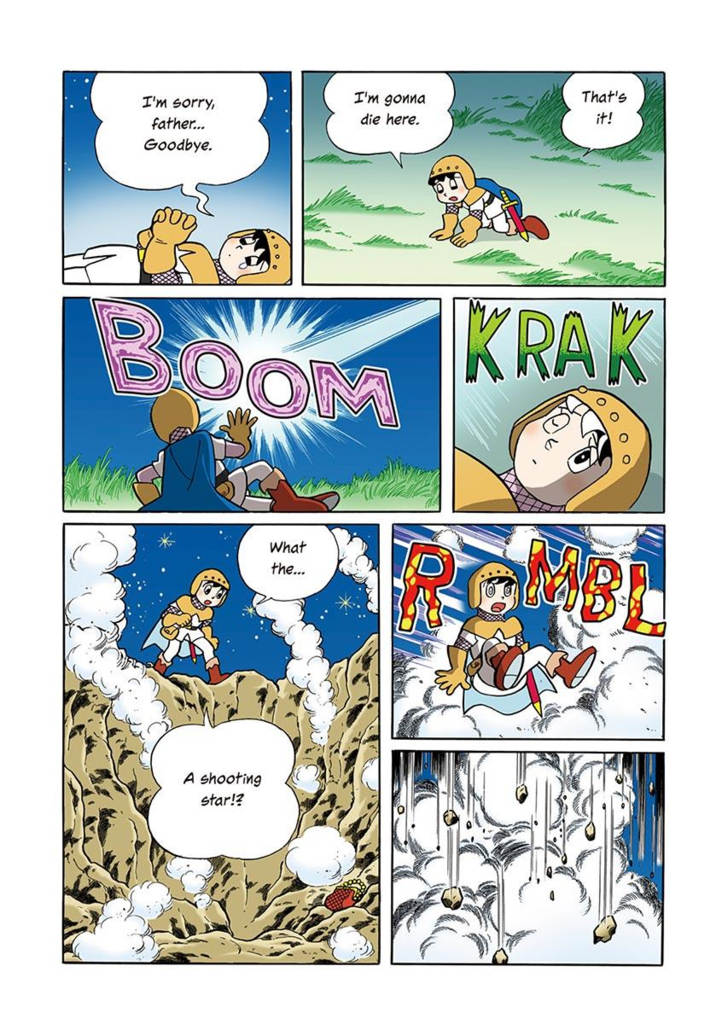 That's
it!
I'm gonna
die here.
I'm sorry,
father...
Goodbye.
KRAK
BOOM
RMBL
What
the...
A shooting
star!?